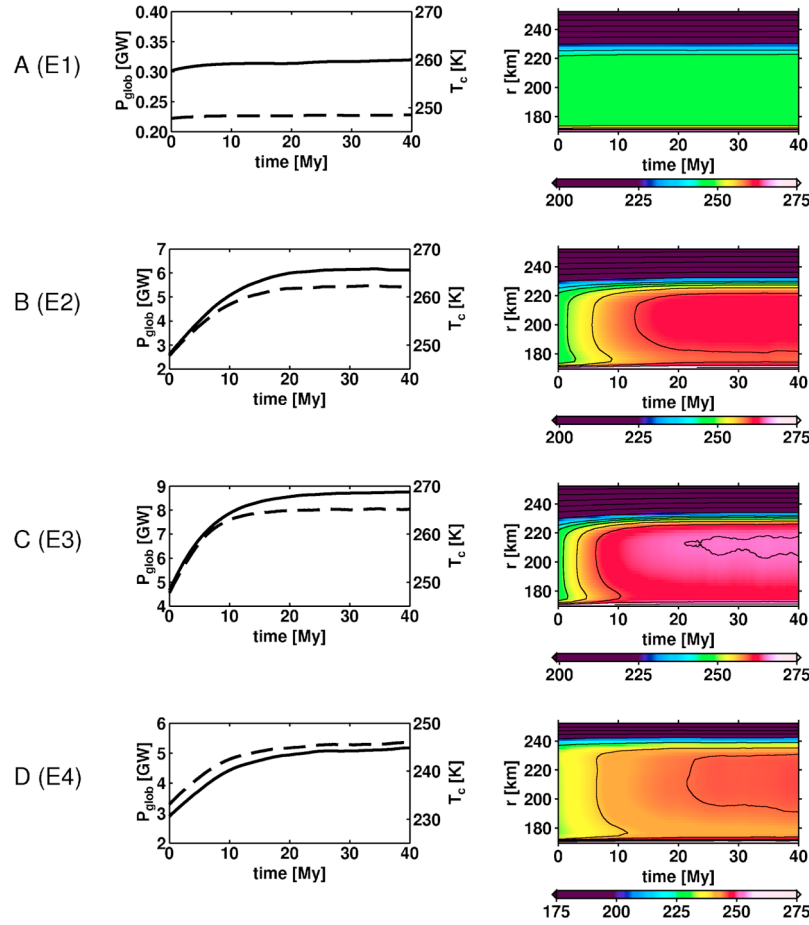 A (E1)
P_glob [GW]
0.40
0.35
0.30
0.25
0.20
270
260
250
T_c [K]
0 10 20 30 40
time [My]
r [km]
240
220
200
180
0 10 20 30 40
time [My]
200 225 250 275
B (E2)
P_glob [GW]
7
6
5
4
3
2
270
260
250
T_c [K]
0 10 20 30 40
time [My]
r [km]
240
220
200
180
0 10 20 30 40
time [My]
200 225 250 275
C (E3)
P_glob [GW]
9
8
7
6
5
4
270
260
250
T_c [K]
0 10 20 30 40
time [My]
r [km]
240
220
200
180
0 10 20 30 40
time [My]
200 225 250 275
D (E4)
P_glob [GW]
6
5
4
3
2
250
240
230
T_c [K]
0 10 20 30 40
time [My]
r [km]
240
220
200
180
0 10 20 30 40
time [My]
175 200 225 250 275